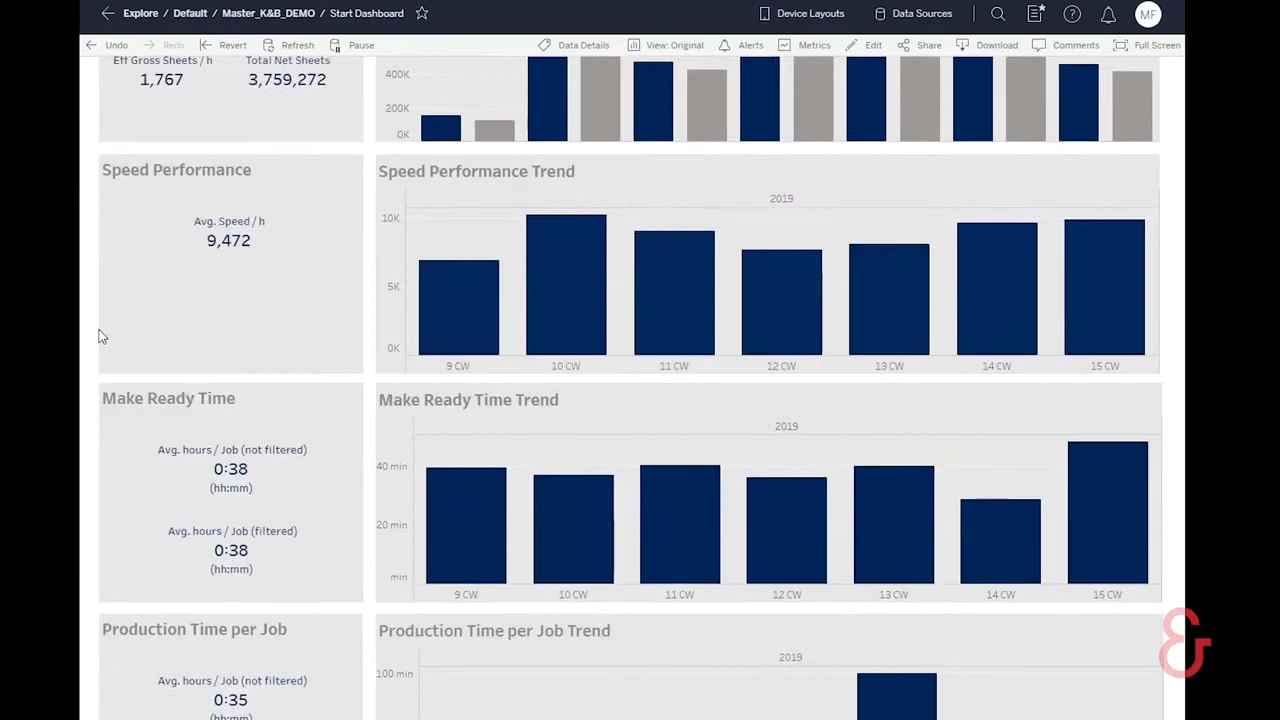 Explore / Default / Master_K&B_DEMO / Start Dashboard
Device Layouts
Data Sources
MF
Undo
Redo
Revert
Refresh
Pause
Data Details
View: Original
Alerts
Metrics
Edit
Share
Download
Comments
Full Screen
Eff Gross Sheets / h
Total Net Sheets
1,767
3,759,272
400K
200K
0K
Speed Performance
Avg. Speed / h
9,472
Speed Performance Trend
2019
10K
5K
0K
9 CW
10 CW
11 CW
12 CW
13 CW
14 CW
15 CW
Make Ready Time
Avg. hours / Job (not filtered)
0:38
(hh:mm)
Avg. hours / Job (filtered)
0:38
(hh:mm)
Make Ready Time Trend
2019
40 min
20 min
min
9 CW
10 CW
11 CW
12 CW
13 CW
14 CW
15 CW
Production Time per Job
Avg. hours / Job (not filtered)
0:35
(hh:mm)
Production Time per Job Trend
2019
100 min
&